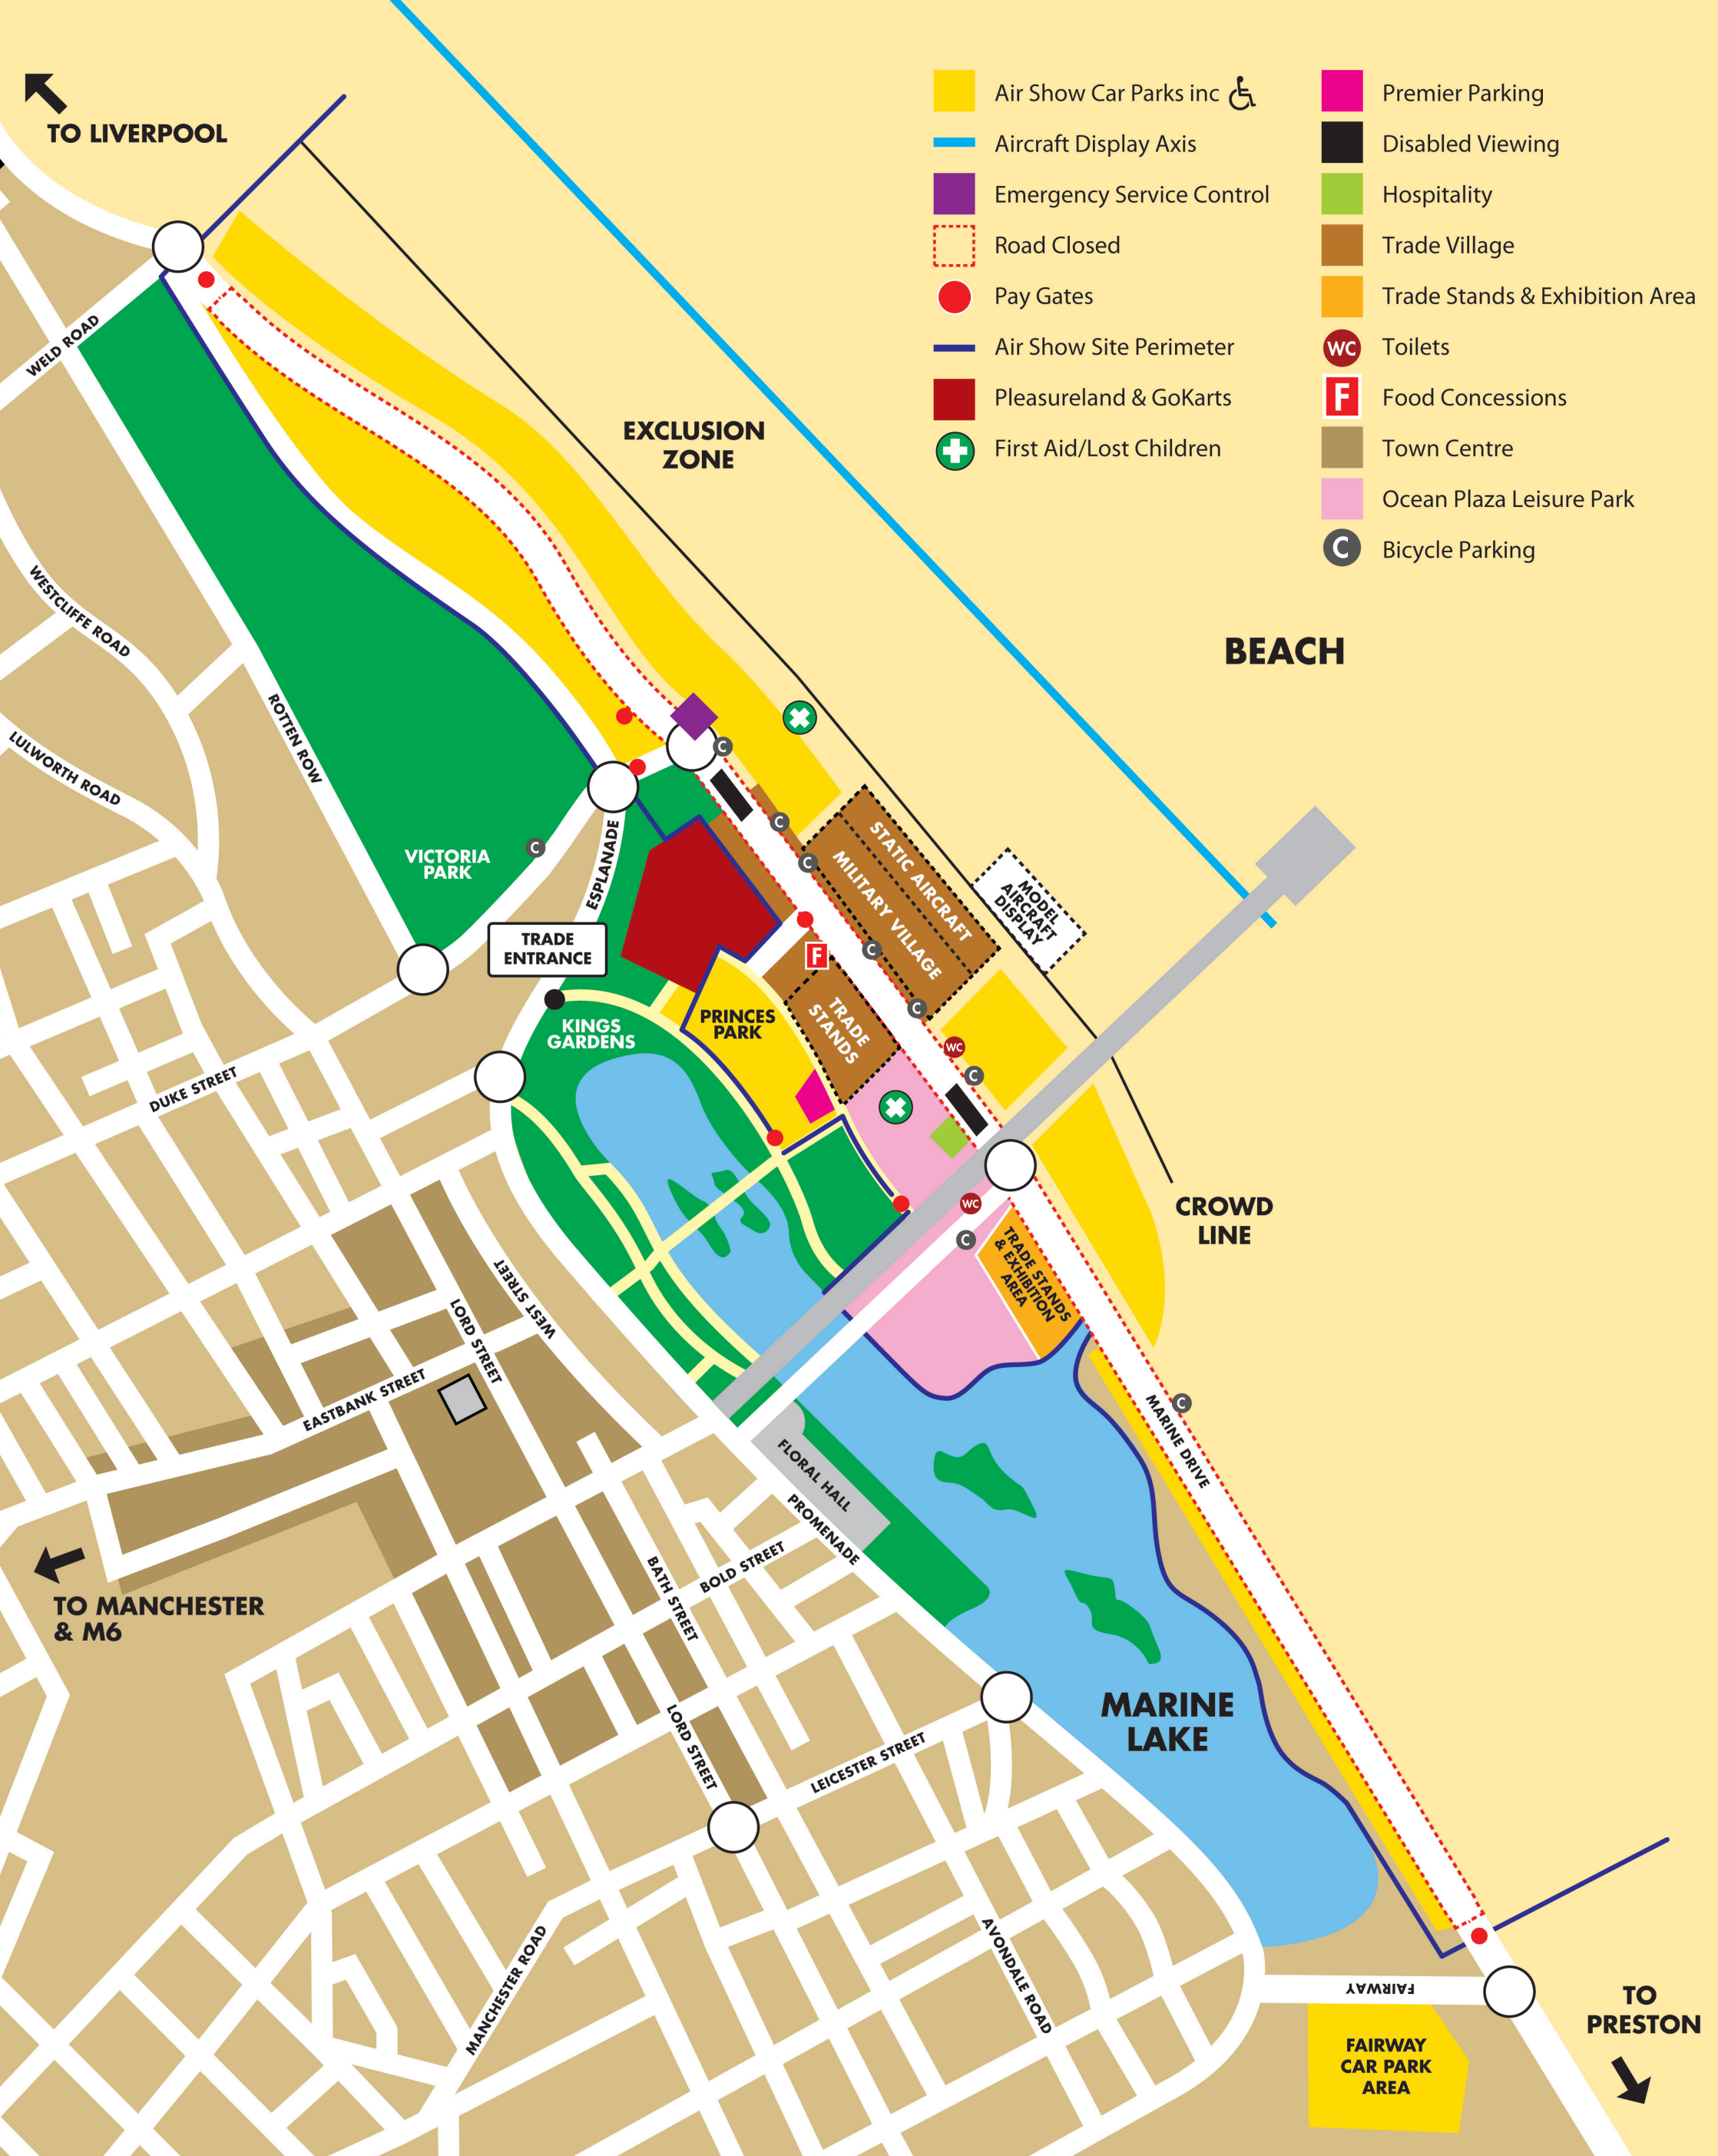 TO LIVERPOOL
Air Show Car Parks inc
Aircraft Display Axis
Emergency Service Control
Road Closed
Pay Gates
Air Show Site Perimeter
Pleasureland & GoKarts
First Aid/Lost Children
Premier Parking
Disabled Viewing
Hospitality
Trade Village
Trade Stands & Exhibition Area
WC Toilets
F Food Concessions
Town Centre
Ocean Plaza Leisure Park
C Bicycle Parking
WELD ROAD
EXCLUSION
ZONE
BEACH
WESTCLIFFE ROAD
ROTTEN ROW
LULWORTH ROAD
C
C
C
C
VICTORIA
PARK
ESPLANADE
STATIC AIRCRAFT
MILITARY VILLAGE
MODEL
AIRCRAFT
DISPLAY
TRADE
ENTRANCE
F
C
C
KINGS
GARDENS
PRINCES
PARK
TRADE
STANDS
WC
C
DUKE STREET
WC
C
CROWD
LINE
TRADE STANDS
& EXHIBITION
AREA
WEST STREET
LORD STREET
EASTBANK STREET
C
MARINE DRIVE
FLORAL HALL
PROMENADE
BOLD STREET
BATH STREET
TO MANCHESTER
& M6
MARINE
LAKE
LORD STREET
LEICESTER STREET
MANCHESTER ROAD
AVONDALE ROAD
FAIRWAY
TO
PRESTON
FAIRWAY
CAR PARK
AREA